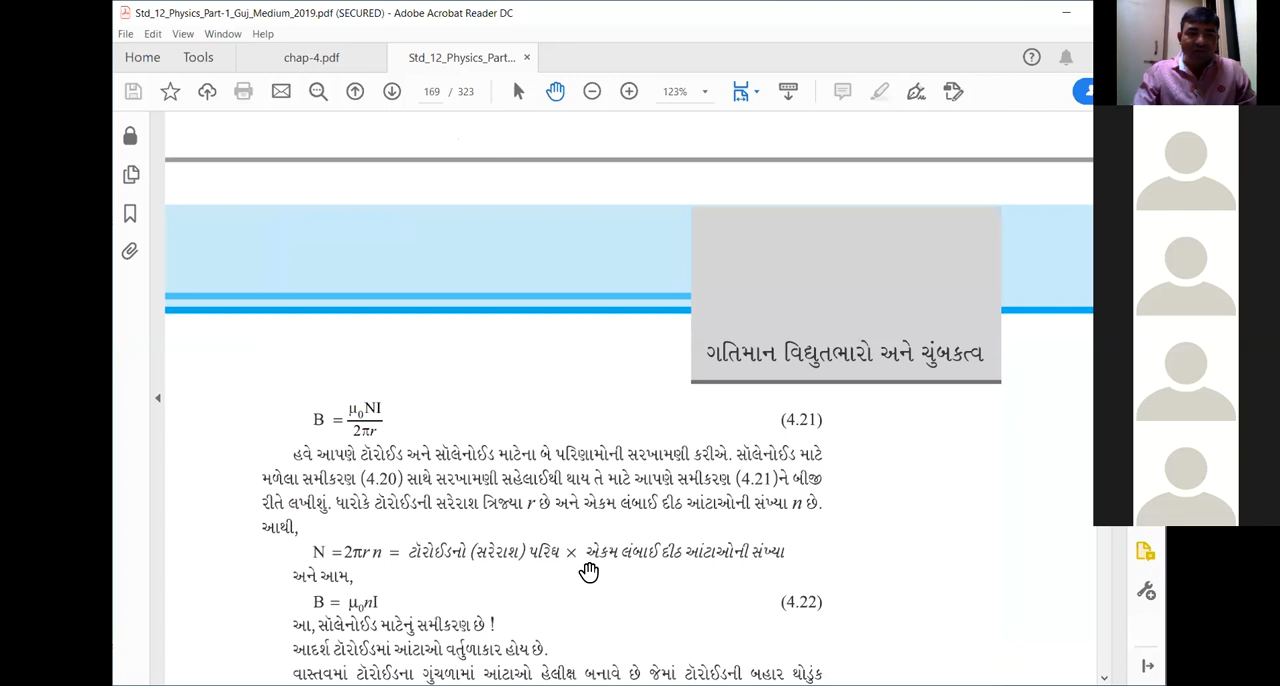 Std_12_Physics_Part-1_Guj_Medium_2019.pdf (SECURED) - Adobe Acrobat Reader DC
File Edit View Window Help
Home Tools chap-4.pdf Std_12_Physics_Part... ×
169 / 323 123%
ગતિમાન વિદ્યુતભારો અને ચુંબકત્વ
B = μ₀NI / 2πr (4.21)
હવે આપણે ટૉરોઈડ અને સૉલેનોઈડ માટેના બે પરિણામોની સરખામણી કરીએ. સૉલેનોઈડ માટે
મળેલા સમીકરણ (4.20) સાથે સરખામણી સહેલાઈથી થાય તે માટે આપણે સમીકરણ (4.21)ને બીજી
રીતે લખીશું. ધારોકે ટૉરોઈડની સરેરાશ ત્રિજ્યા r છે અને એકમ લંબાઈ દીઠ આંટાઓની સંખ્યા n છે.
આથી,
N =2πr n = ટૉરોઈડનો (સરેરાશ) પરિઘ × એકમ લંબાઈ દીઠ આંટાઓની સંખ્યા
અને આમ,
B = μ₀nI (4.22)
આ, સૉલેનોઈડ માટેનું સમીકરણ છે !
આદર્શ ટૉરોઈડમાં આંટાઓ વર્તુળાકાર હોય છે.
વાસ્તવમાં ટૉરોઈડના ગુંચળામાં આંટાઓ હેલીક્ષ બનાવે છે જેમાં ટૉરોઈડની બહાર થોડુંક